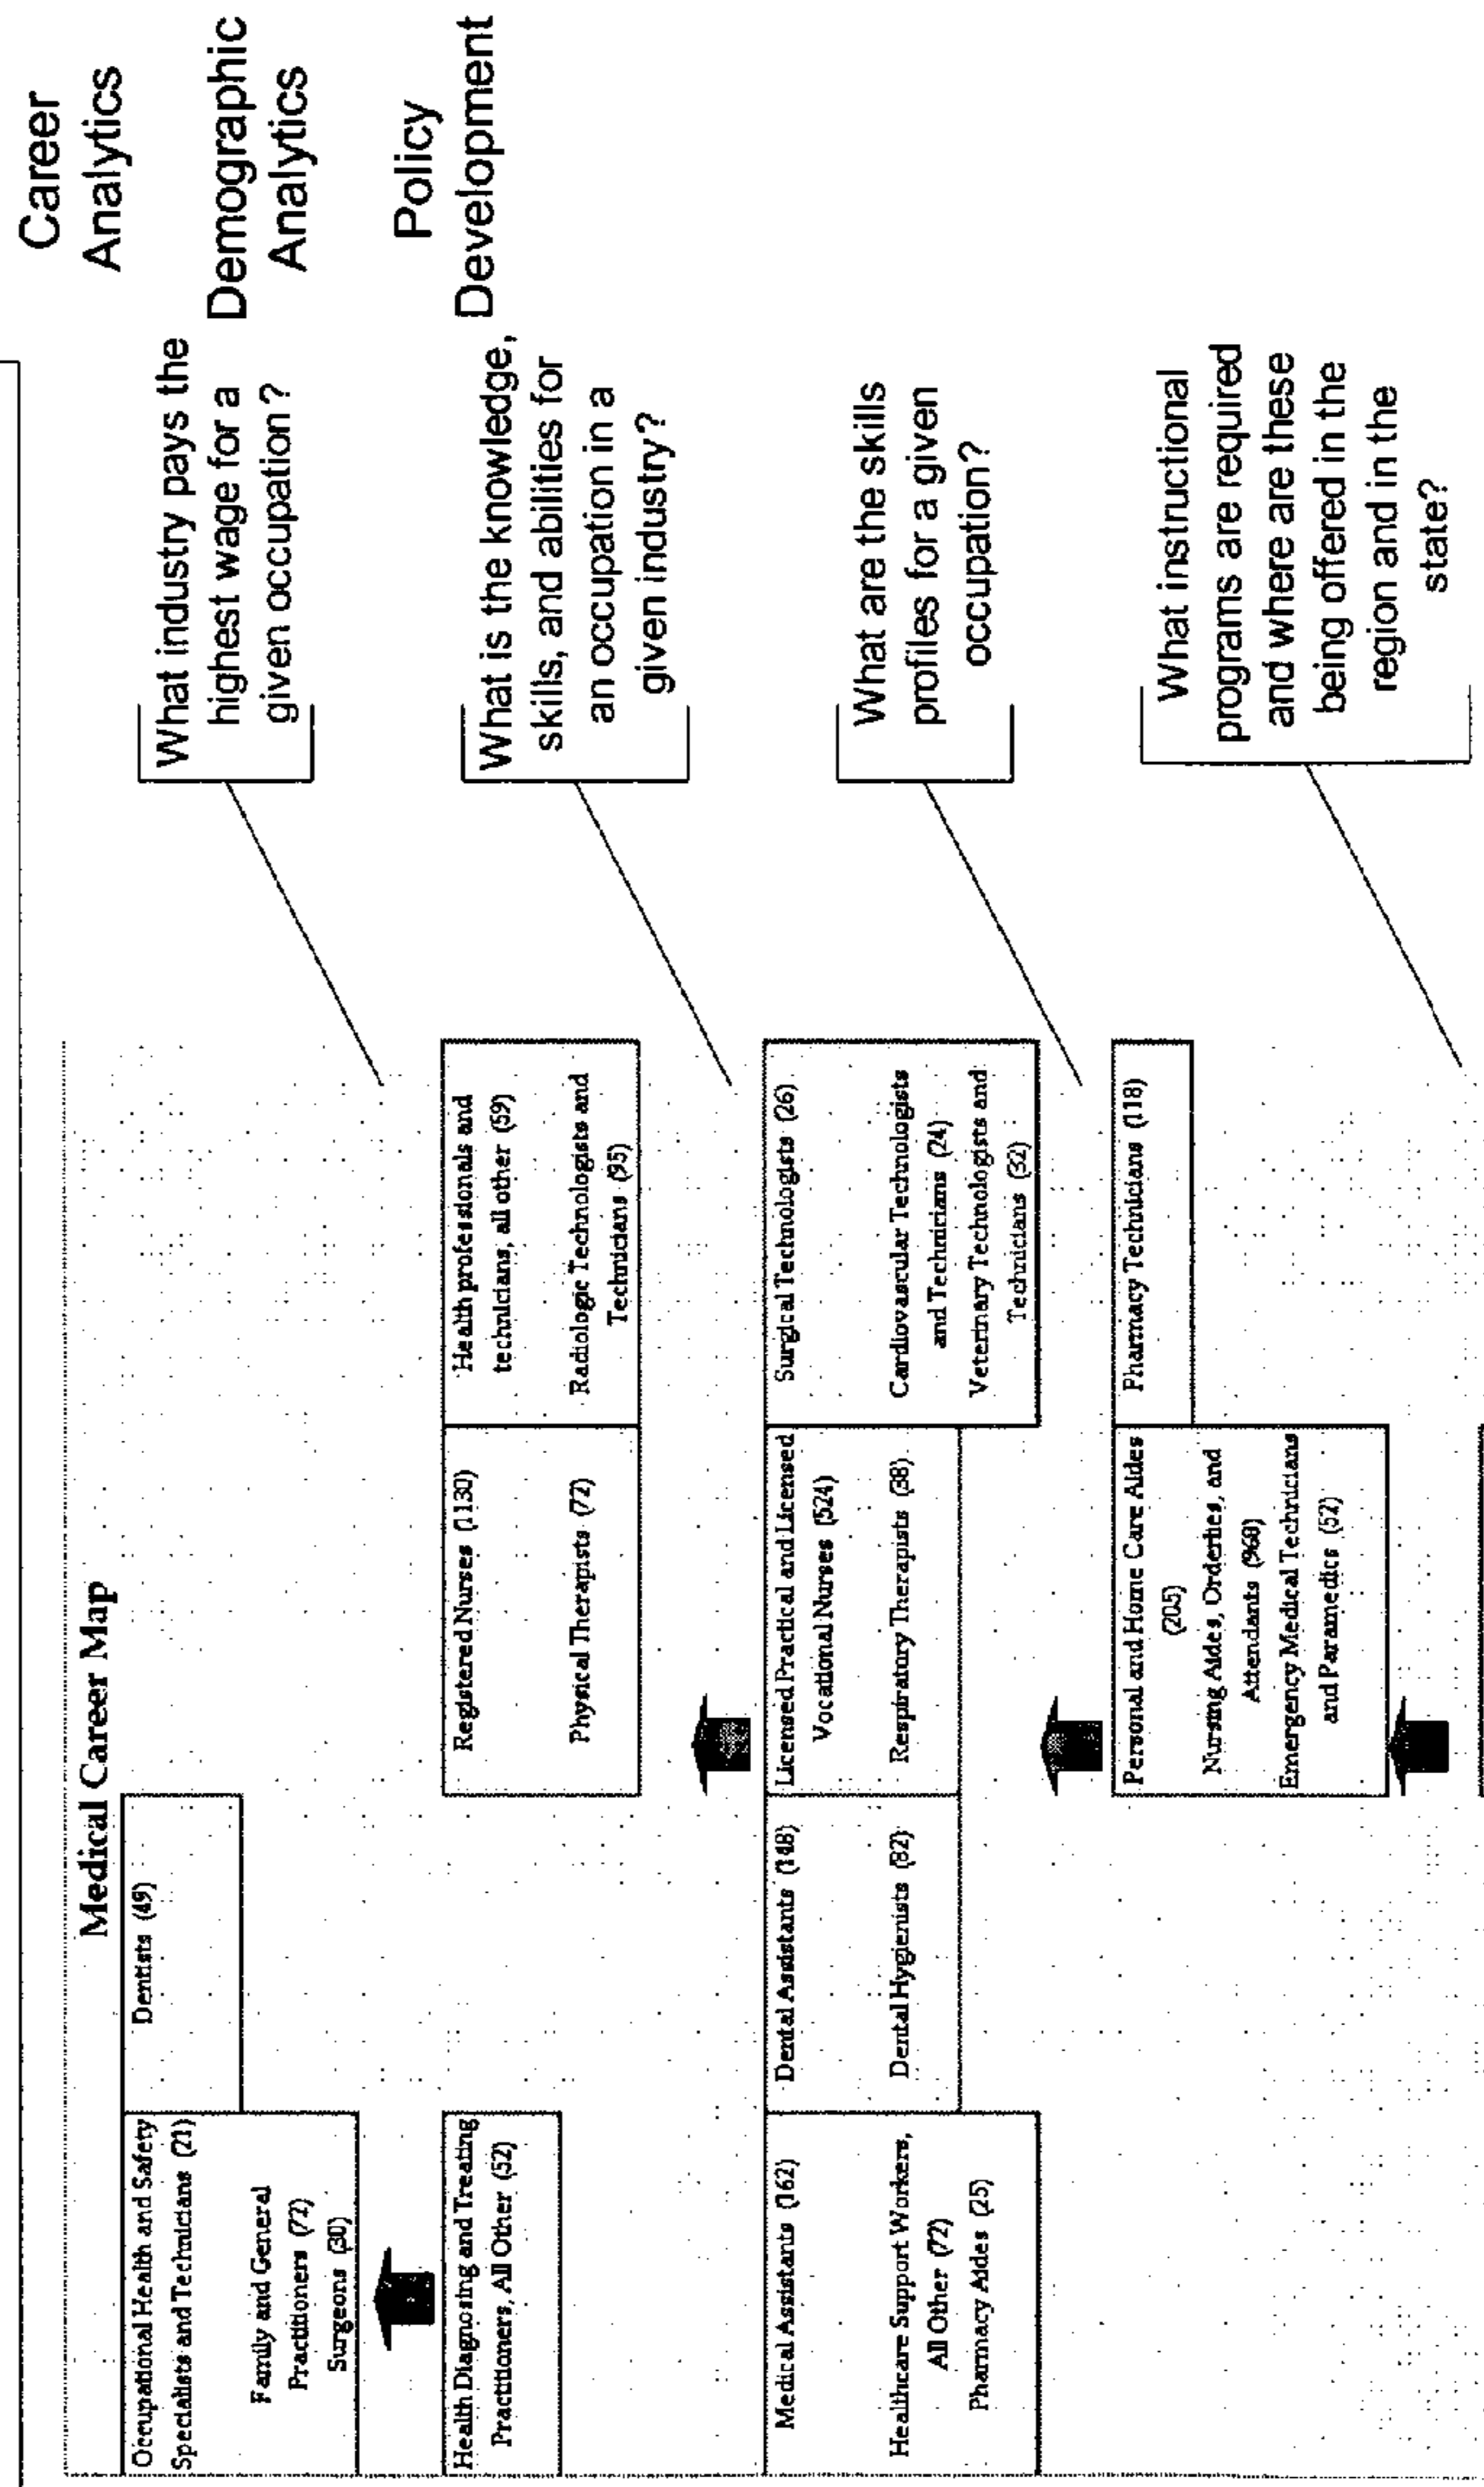 Career
Analytics
Demographic
Analytics
Policy
Development
Medical Career Map
Occupational Health and Safety
Specialists and Technicians (21)
Family and General
Practitioners (72)
Surgeons (30)
Dentists (49)
What industry pays the
highest wage for a
given occupation?
Health Diagnosing and Treating
Practitioners, All Other (52)
Registered Nurses (1130)
Physical Therapists (72)
Health professionals and
technicians, all other (59)
Radiologic Technologists and
Technicians (95)
What is the knowledge,
skills, and abilities for
an occupation in a
given industry?
Medical Assistants (162)
Healthcare Support Workers,
All Other (72)
Pharmacy Aides (25)
Dental Assistants (148)
Dental Hygienists (82)
Licensed Practical and Licensed
Vocational Nurses (524)
Respiratory Therapists (38)
Surgical Technologists (26)
Cardiovascular Technologists
and Technicians (24)
Veterinary Technologists and
Technicians (32)
What are the skills
profiles for a given
occupation?
Personal and Home Care Aides
(205)
Nursing Aides, Orderlies, and
Attendants (968)
Emergency Medical Technicians
and Paramedics (52)
Pharmacy Technicians (118)
What instructional
programs are required
and where are these
being offered in the
region and in the
state?